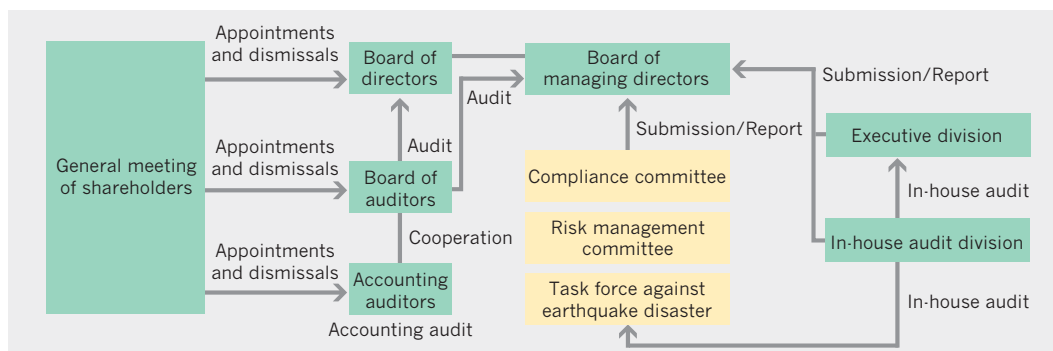 General meeting
of shareholders
Appointments
and dismissals
Appointments
and dismissals
Appointments
and dismissals
Board of
directors
Audit
Board of
auditors
Cooperation
Accounting
auditors
Accounting audit
Audit
Board of
managing directors
Submission/Report
Compliance committee
Risk management
committee
Task force against
earthquake disaster
Submission/Report
Executive division
In-house audit
In-house audit division
In-house audit